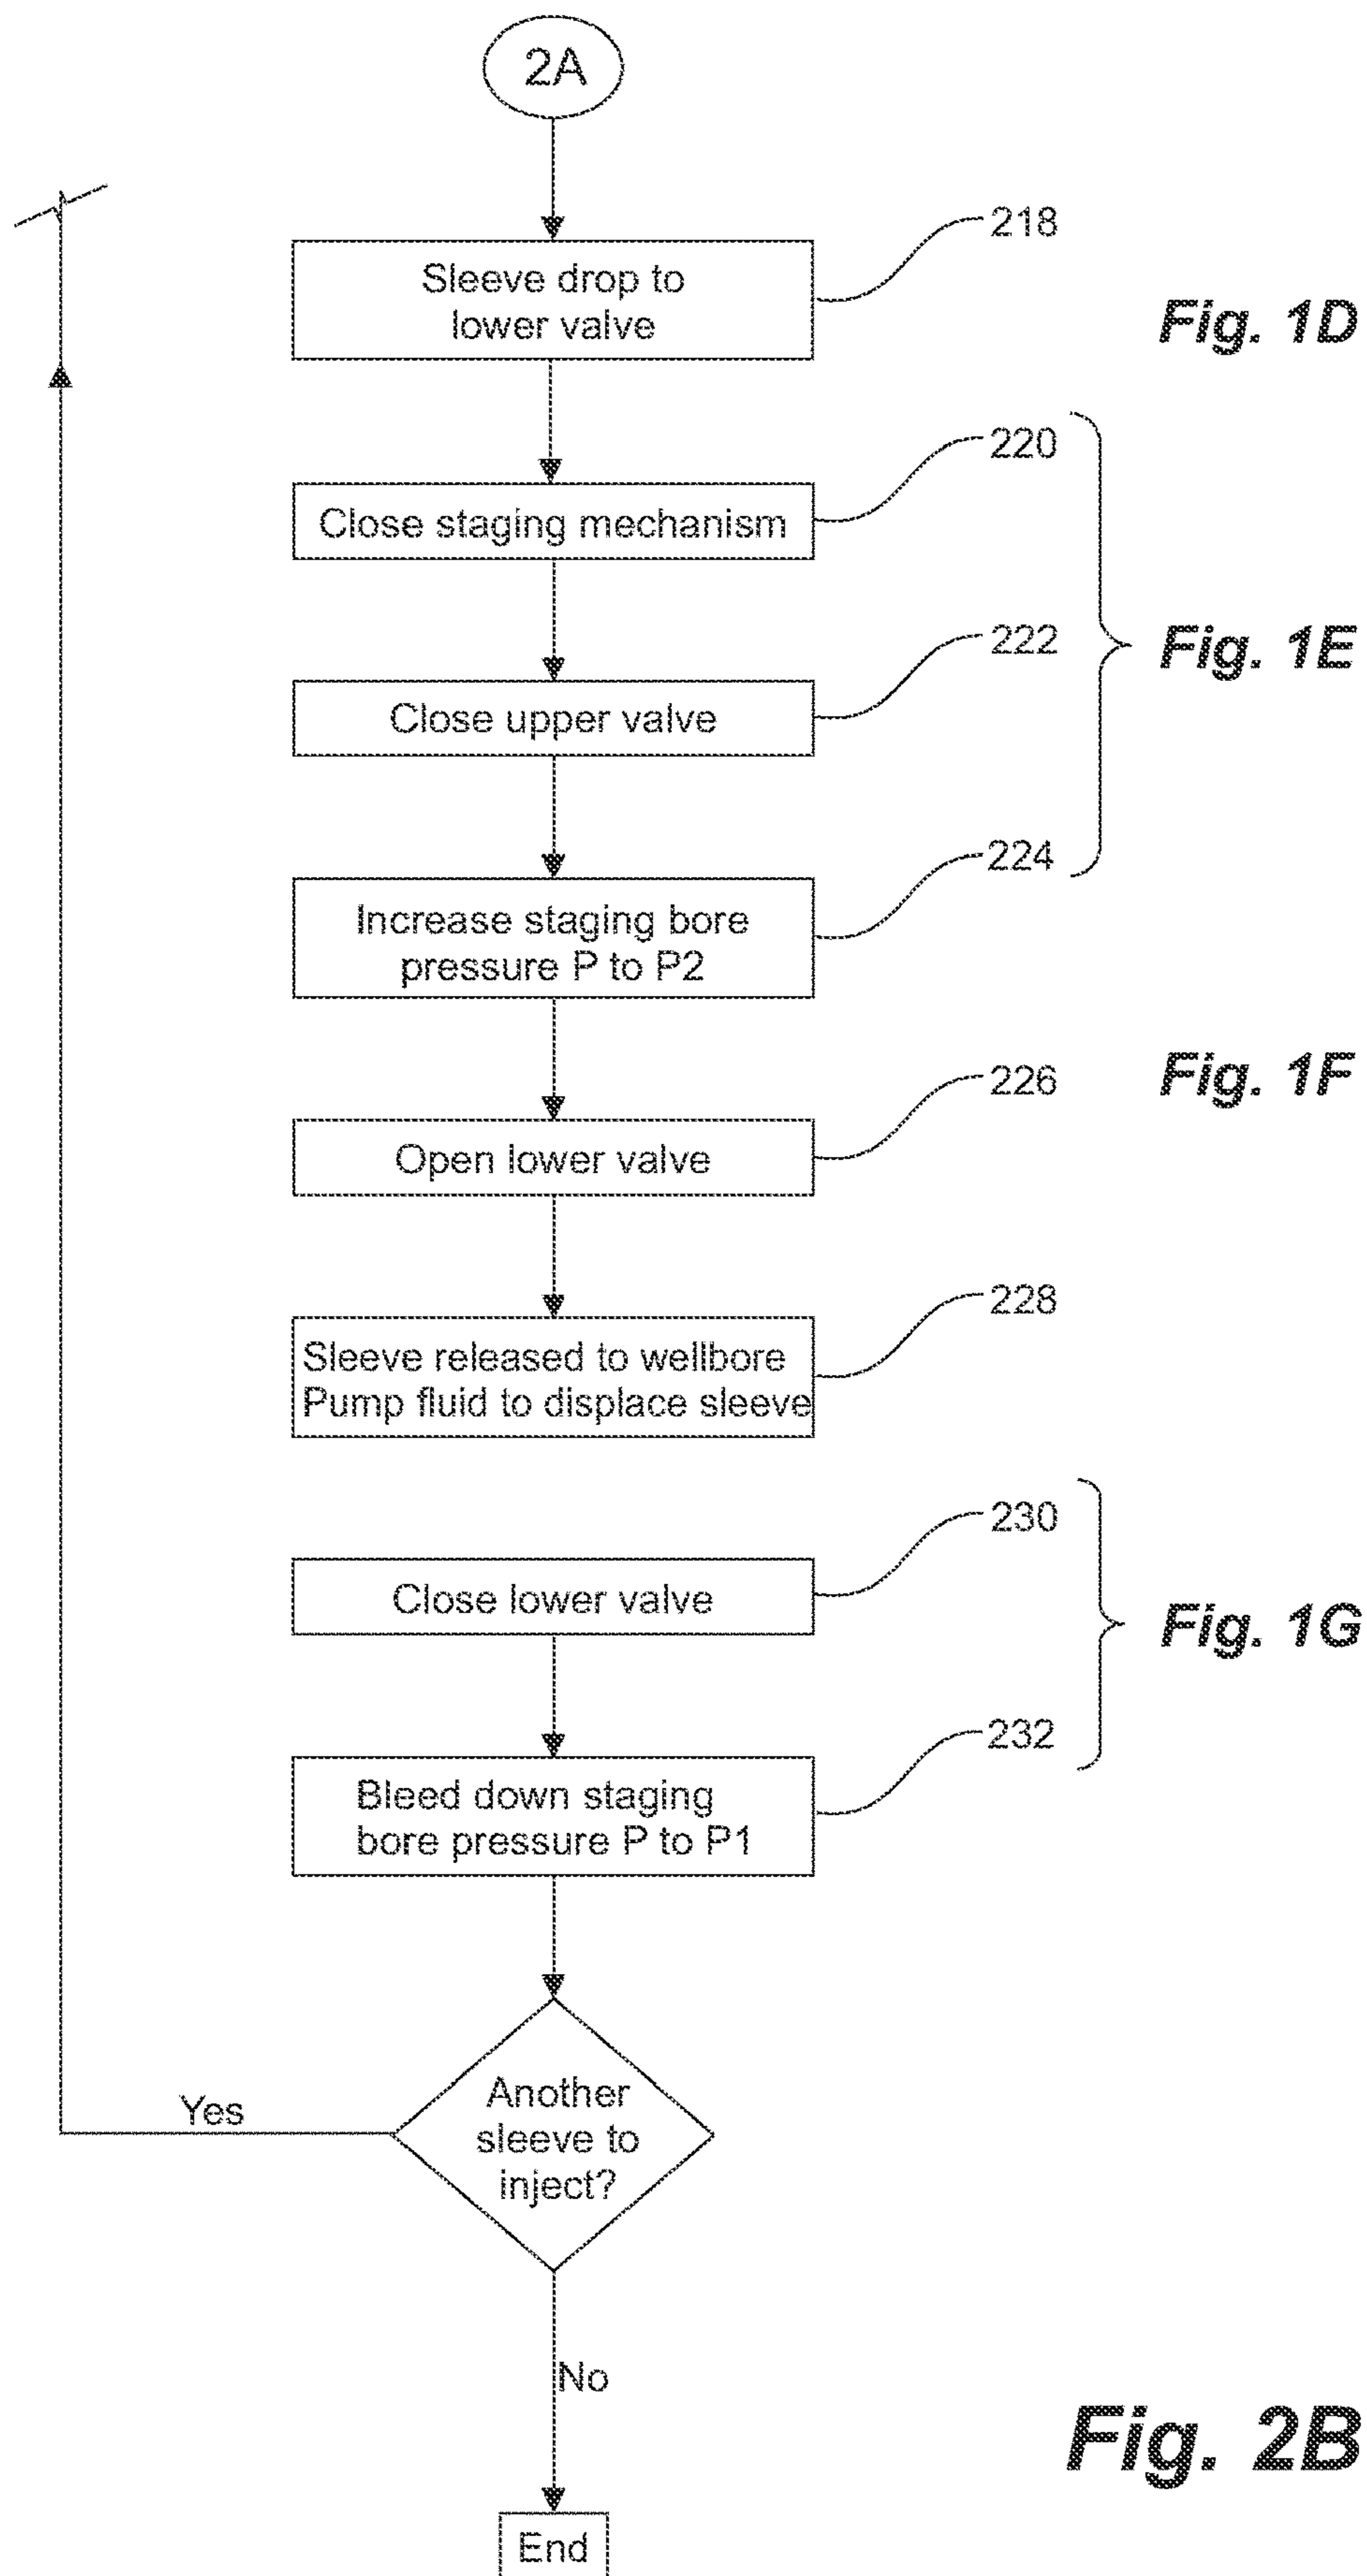 2A
218
Sleeve drop to
lower valve
Fig. 1D
220
Close staging mechanism
222
Fig. 1E
Close upper valve
224
Increase staging bore
pressure P to P2
226
Fig. 1F
Open lower valve
228
Sleeve released to wellbore
Pump fluid to displace sleeve
230
Close lower valve
Fig. 1G
232
Bleed down staging
bore pressure P to P1
Another
sleeve to
inject?
Yes
No
Fig. 2B
End